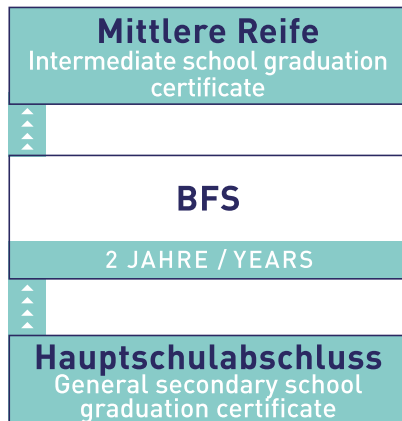 Mittlere Reife
Intermediate school graduation
certificate
BFS
2 JAHRE / YEARS
Hauptschulabschluss
General secondary school
graduation certificate